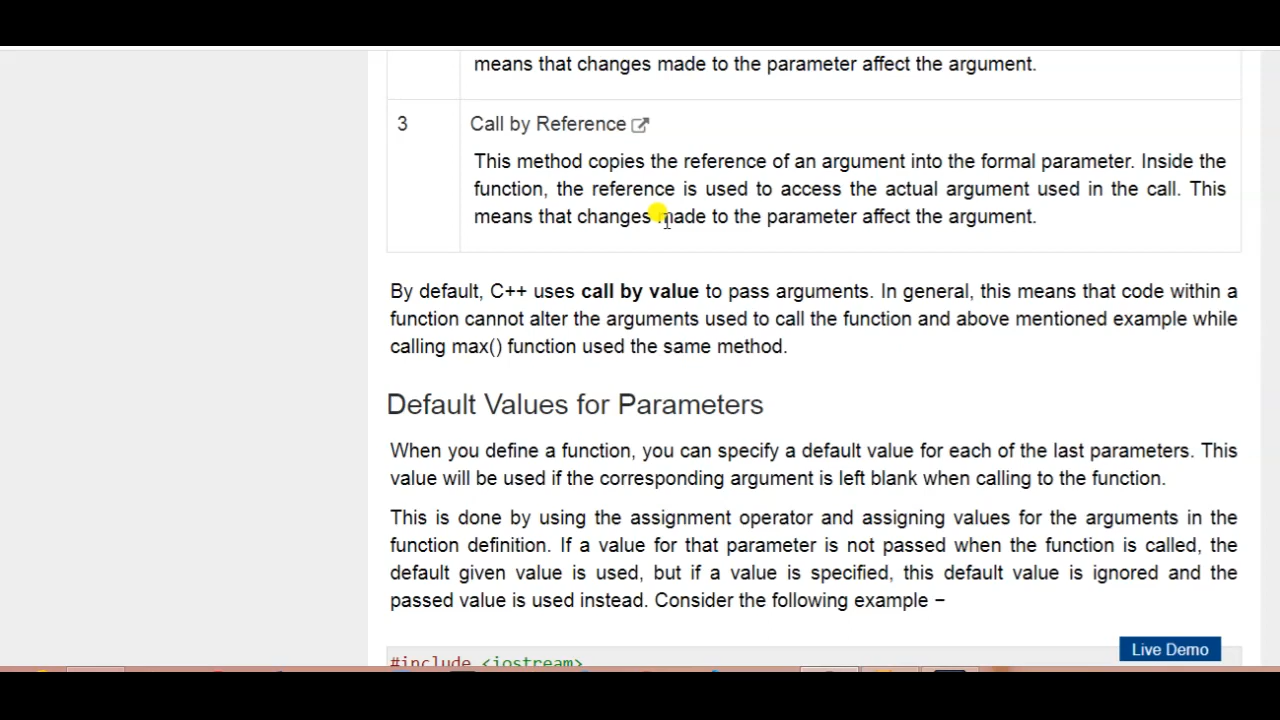 means that changes made to the parameter affect the argument.
3
Call by Reference
This method copies the reference of an argument into the formal parameter. Inside the
function, the reference is used to access the actual argument used in the call. This
means that changes made to the parameter affect the argument.
By default, C++ uses call by value to pass arguments. In general, this means that code within a
function cannot alter the arguments used to call the function and above mentioned example while
calling max() function used the same method.
Default Values for Parameters
When you define a function, you can specify a default value for each of the last parameters. This
value will be used if the corresponding argument is left blank when calling to the function.
This is done by using the assignment operator and assigning values for the arguments in the
function definition. If a value for that parameter is not passed when the function is called, the
default given value is used, but if a value is specified, this default value is ignored and the
passed value is used instead. Consider the following example −
Live Demo
#include <iostream>